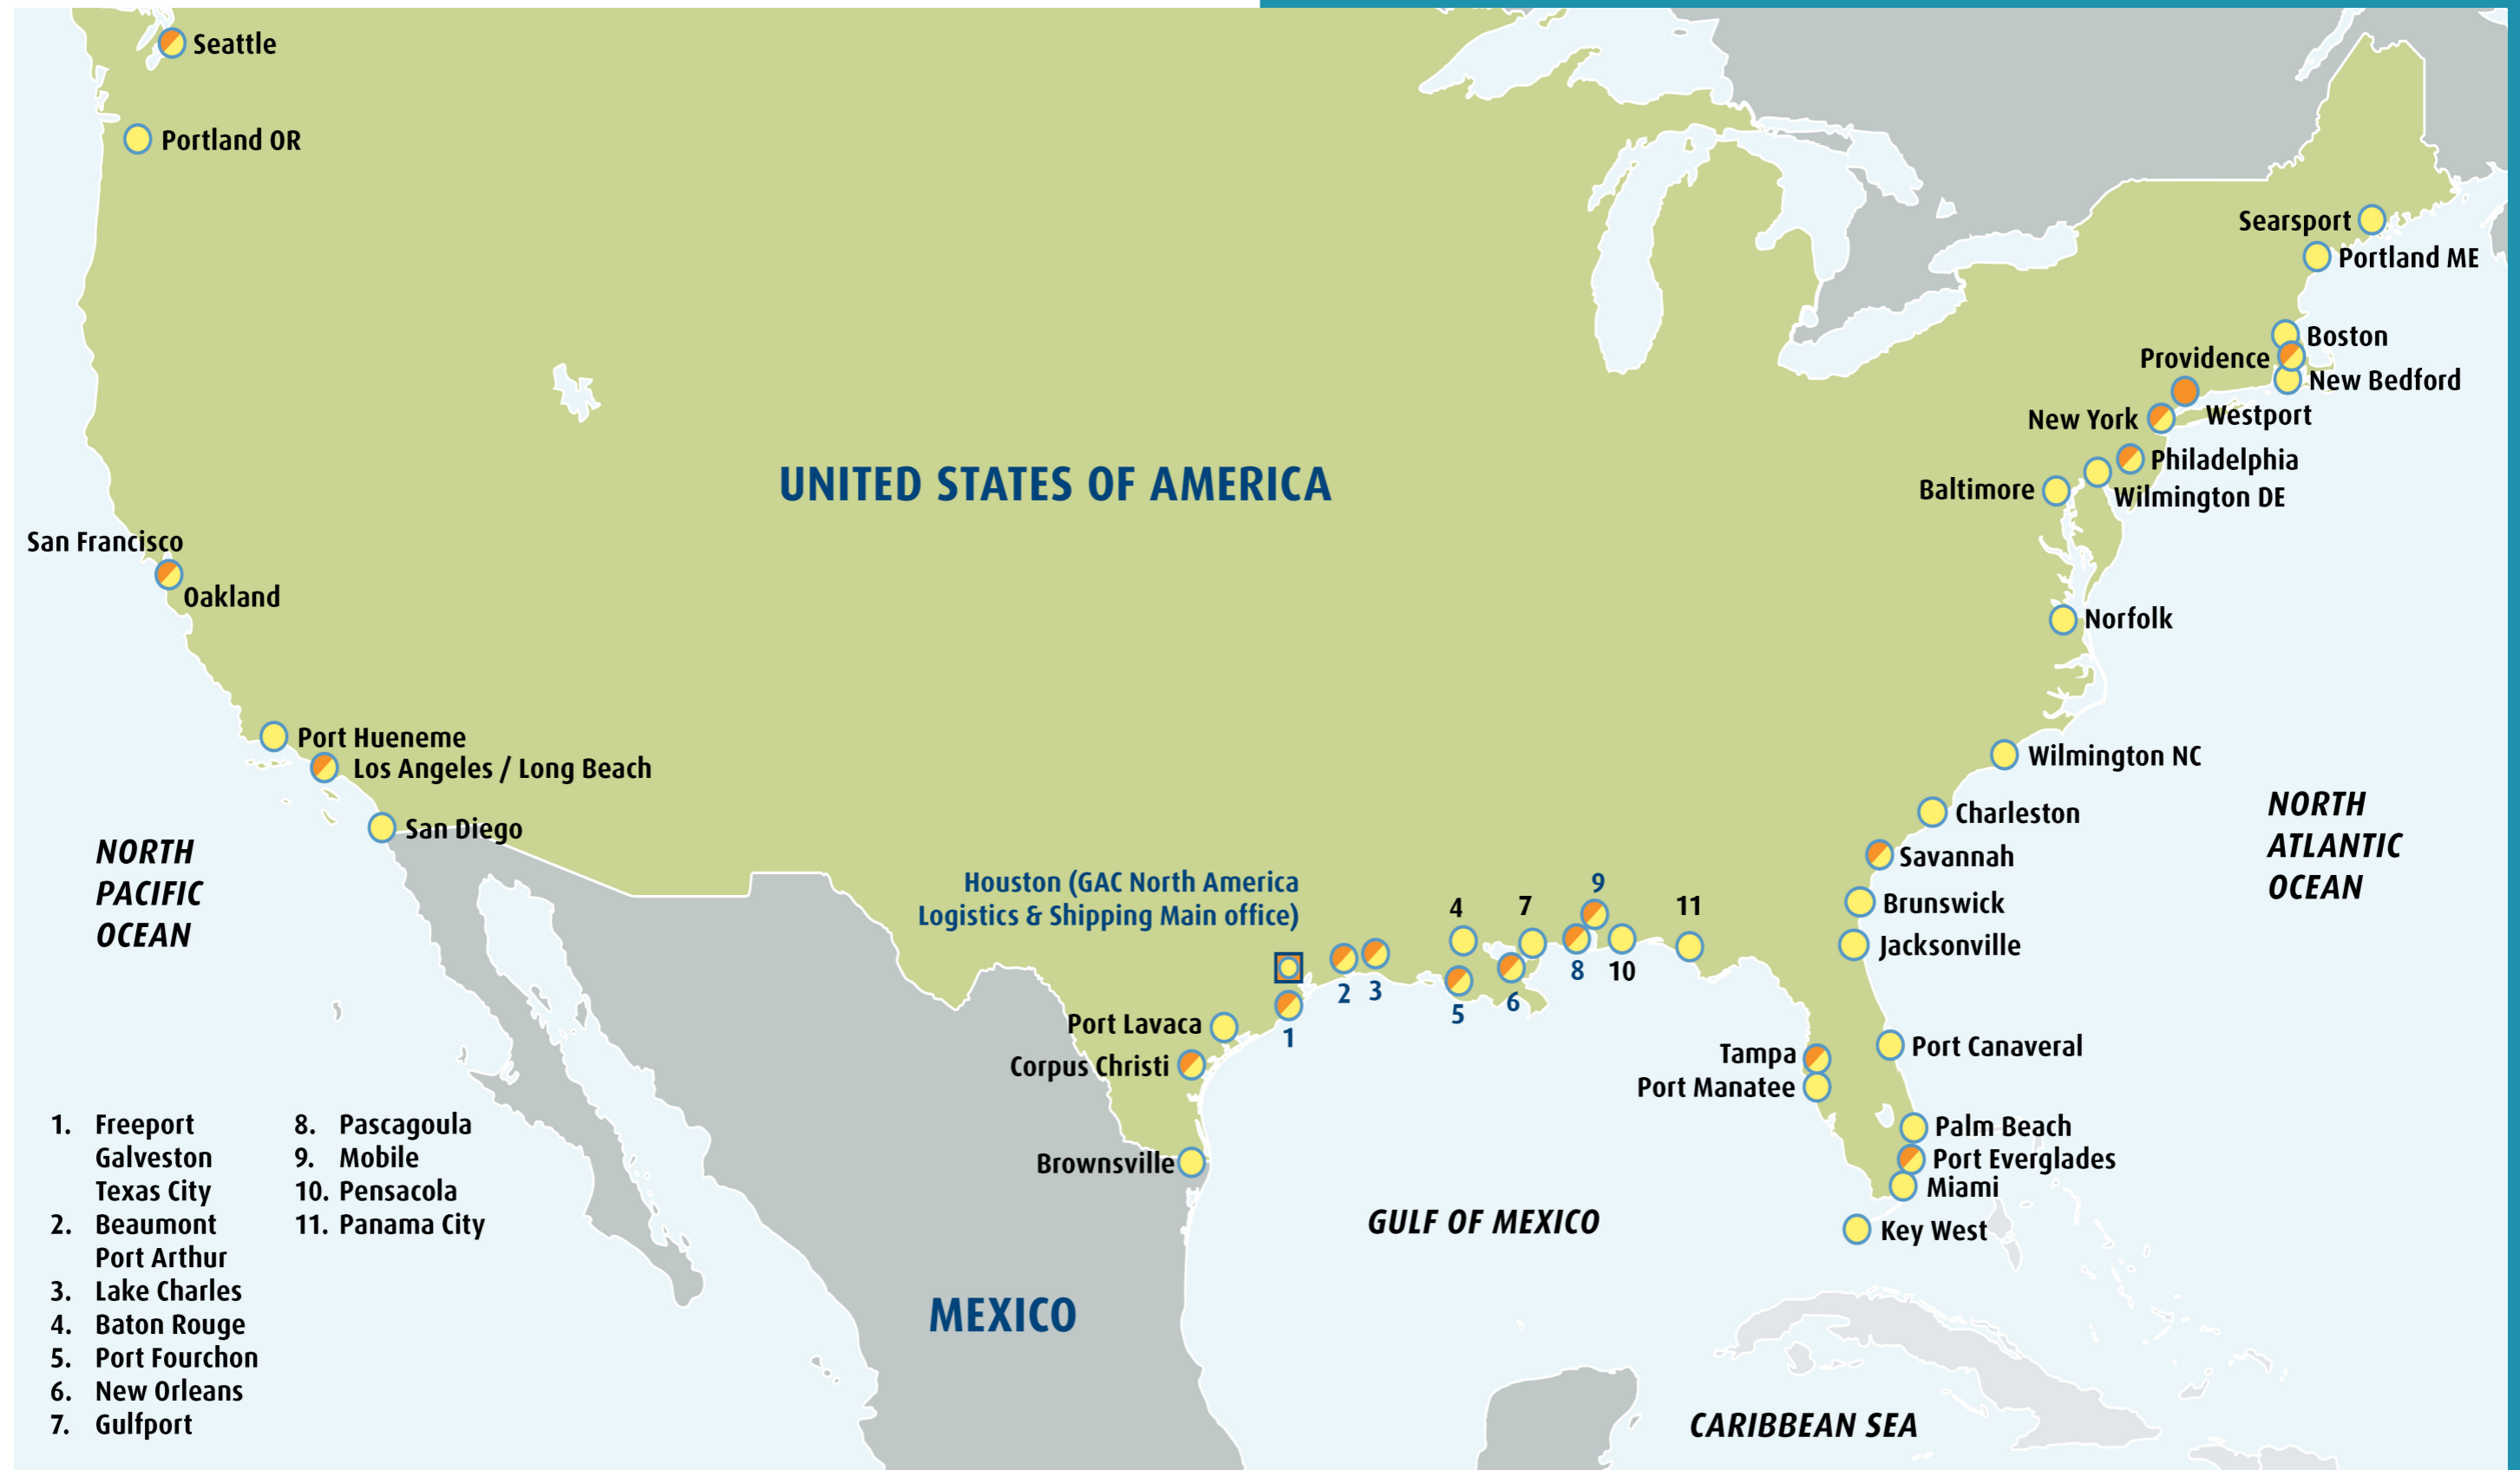 Seattle
Portland OR
Searsport
Portland ME
Boston
Providence
New Bedford
Westport
New York
Philadelphia
Wilmington DE
Baltimore
UNITED STATES OF AMERICA
San Francisco
Oakland
Norfolk
Port Hueneme
Los Angeles / Long Beach
San Diego
Wilmington NC
Charleston
Savannah
Brunswick
Jacksonville
NORTH
PACIFIC
OCEAN
NORTH
ATLANTIC
OCEAN
Houston (GAC North America
Logistics & Shipping Main office)
9
4
7
11
8
10
2
3
6
5
1
Port Lavaca
Corpus Christi
Brownsville
Tampa
Port Manatee
Port Canaveral
Palm Beach
Port Everglades
Miami
Key West
GULF OF MEXICO
MEXICO
CARIBBEAN SEA
1. Freeport
Galveston
Texas City
2. Beaumont
Port Arthur
3. Lake Charles
4. Baton Rouge
5. Port Fourchon
6. New Orleans
7. Gulfport
8. Pascagoula
9. Mobile
10. Pensacola
11. Panama City